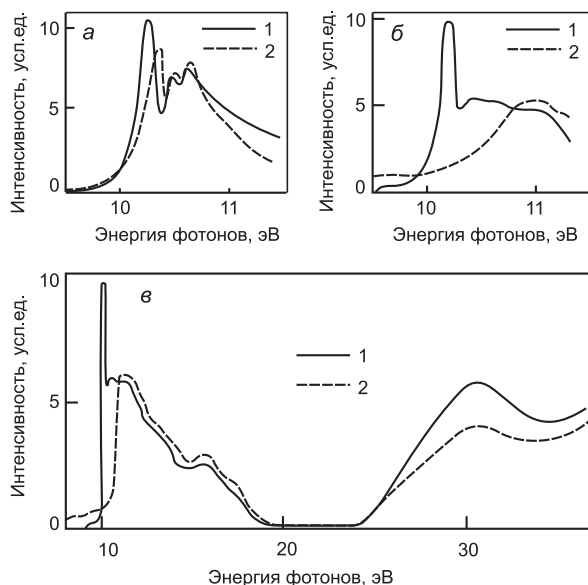 Интенсивность, усл.ед.
10
5
0
а
1
2
10
11
Энергия фотонов, эВ
Интенсивность, усл.ед.
10
5
0
б
1
2
10
11
Энергия фотонов, эВ
Интенсивность, усл.ед.
10
5
0
в
1
2
10
20
30
Энергия фотонов, эВ